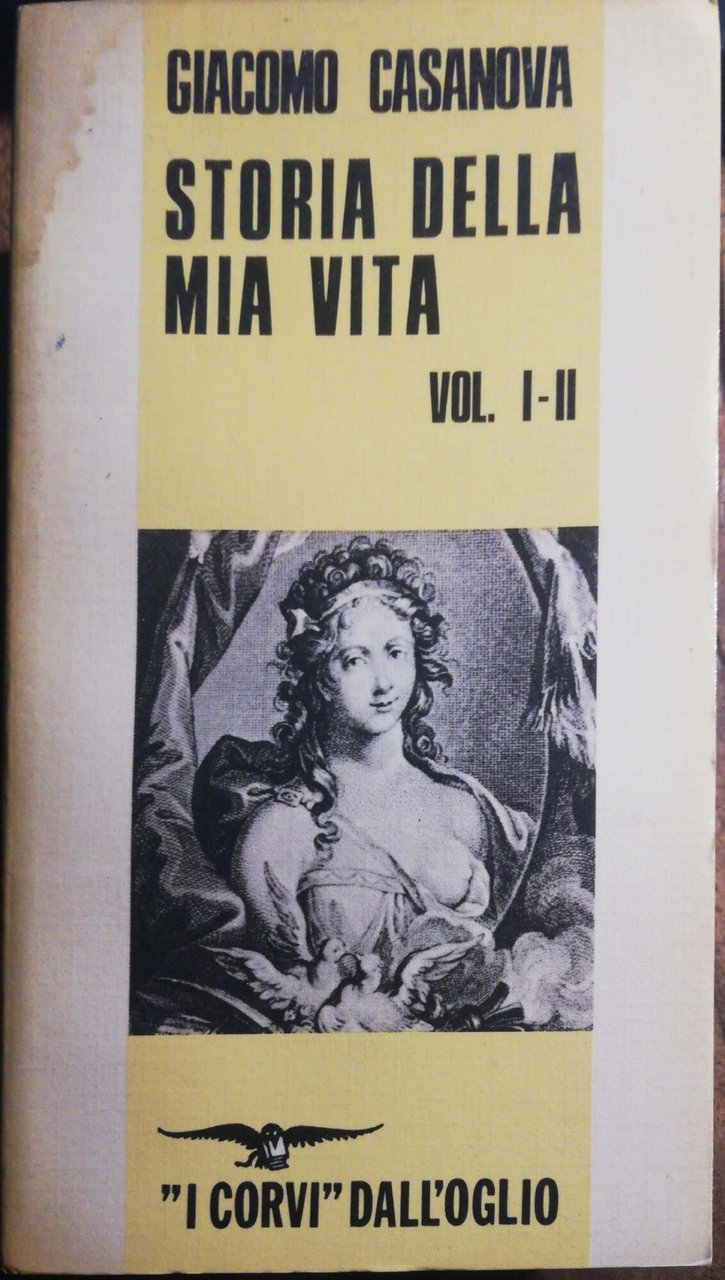 GIACOMO CASANOVA
STORIA DELLA
MIA VITA
VOL. I-II
"I CORVI" DALL'OGLIO